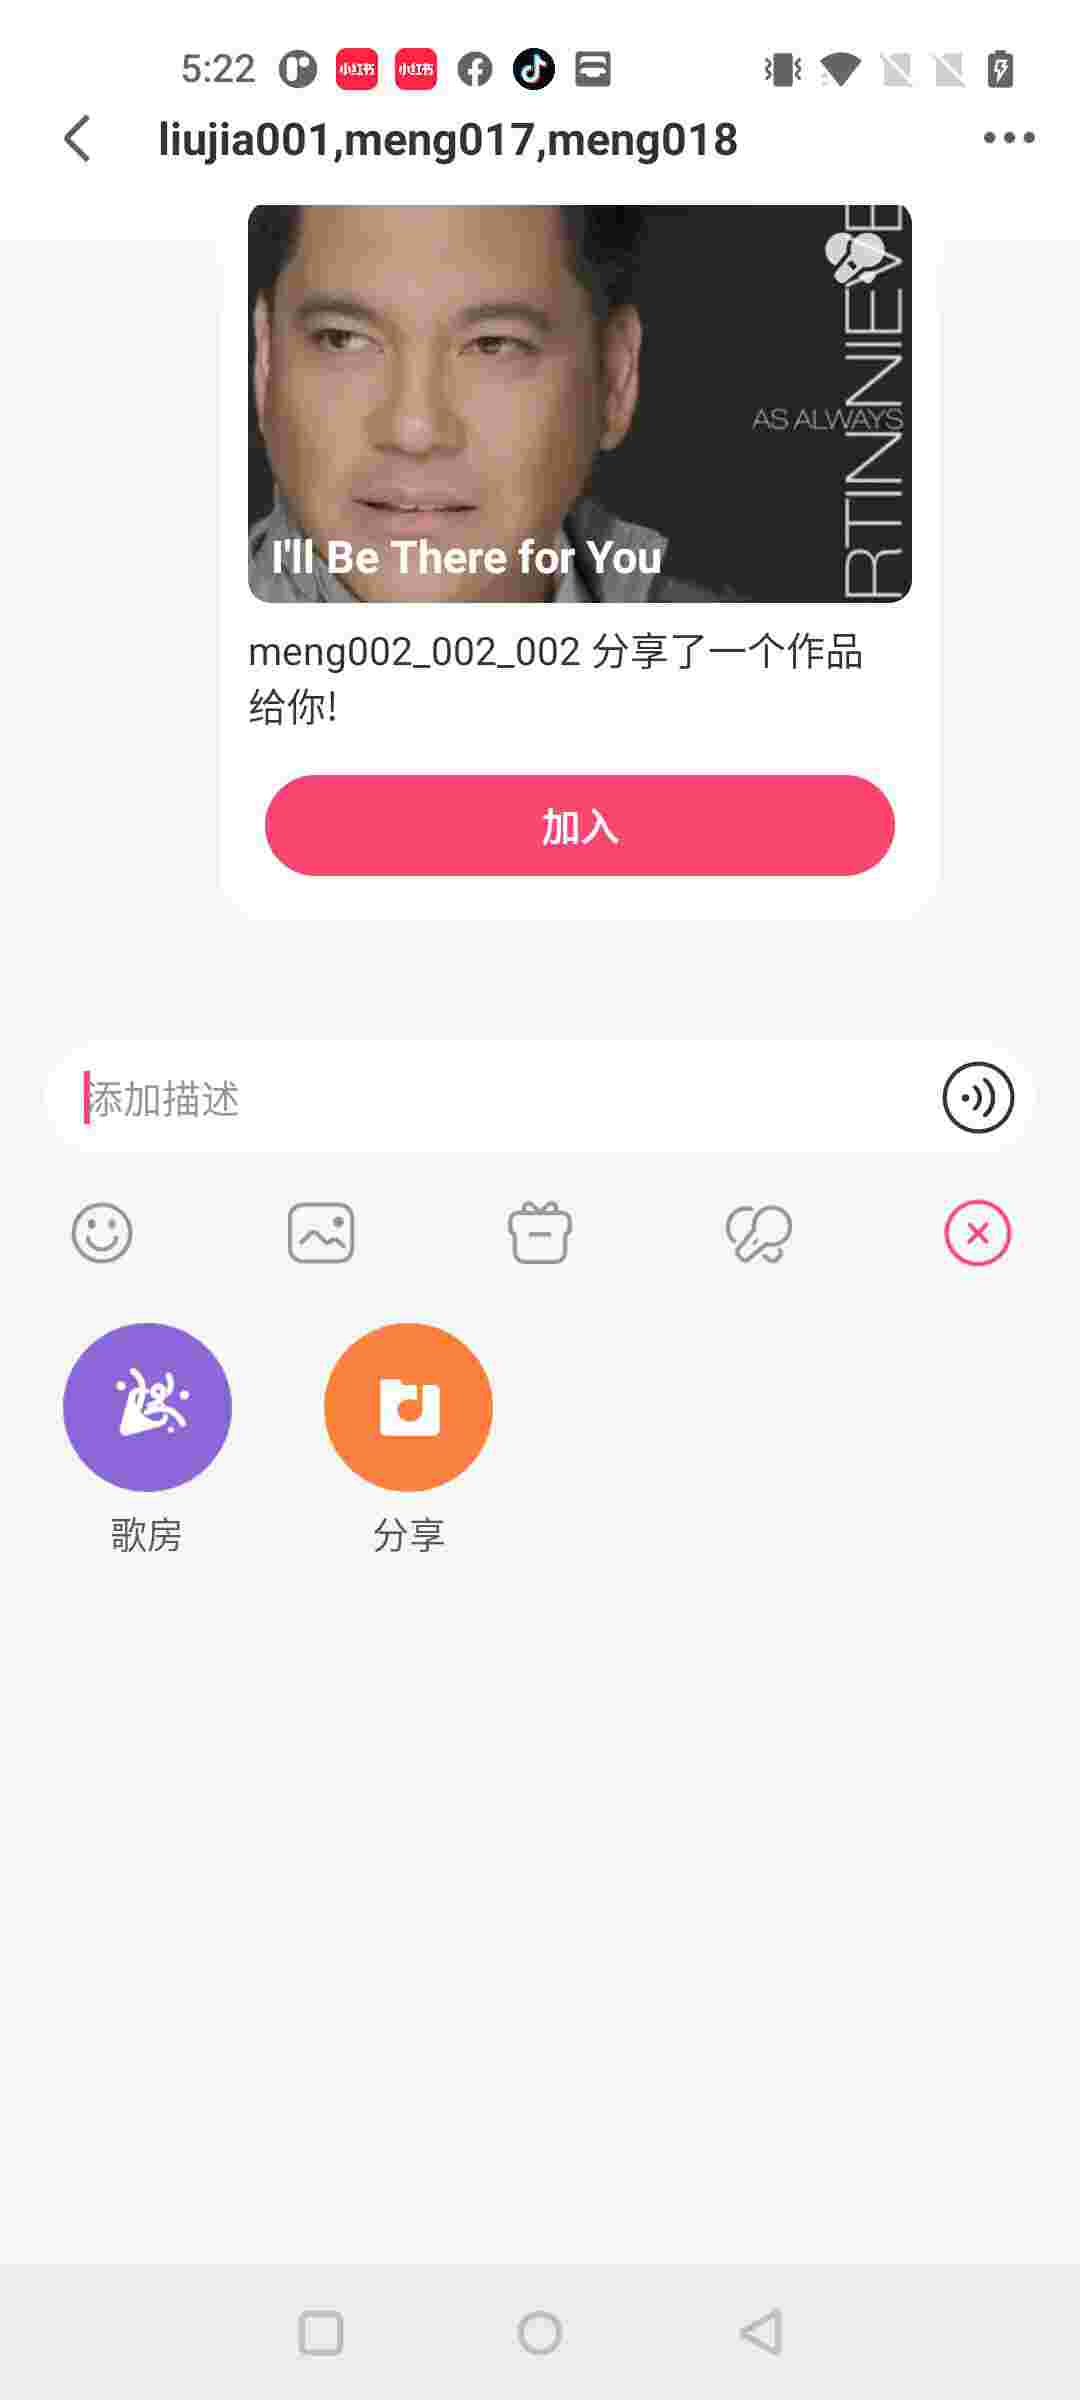 5:22
小红书
小红书
liujia001,meng017,meng018
RTIN NIEVE
AS ALWAYS
I'll Be There for You
meng002_002_002 分享了一个作品
给你!
加入
添加描述
歌房
分享